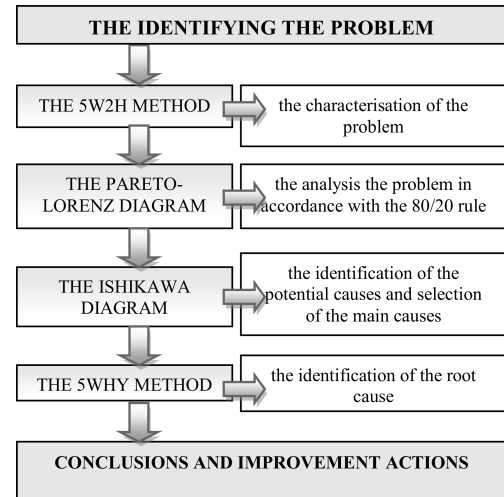 THE IDENTIFYING THE PROBLEM
THE 5W2H METHOD
the characterisation of the
problem
THE PARETO-
LORENZ DIAGRAM
the analysis the problem in
accordance with the 80/20 rule
THE ISHIKAWA
DIAGRAM
the identification of the
potential causes and selection
of the main causes
THE 5WHY METHOD
the identification of the root
cause
CONCLUSIONS AND IMPROVEMENT ACTIONS